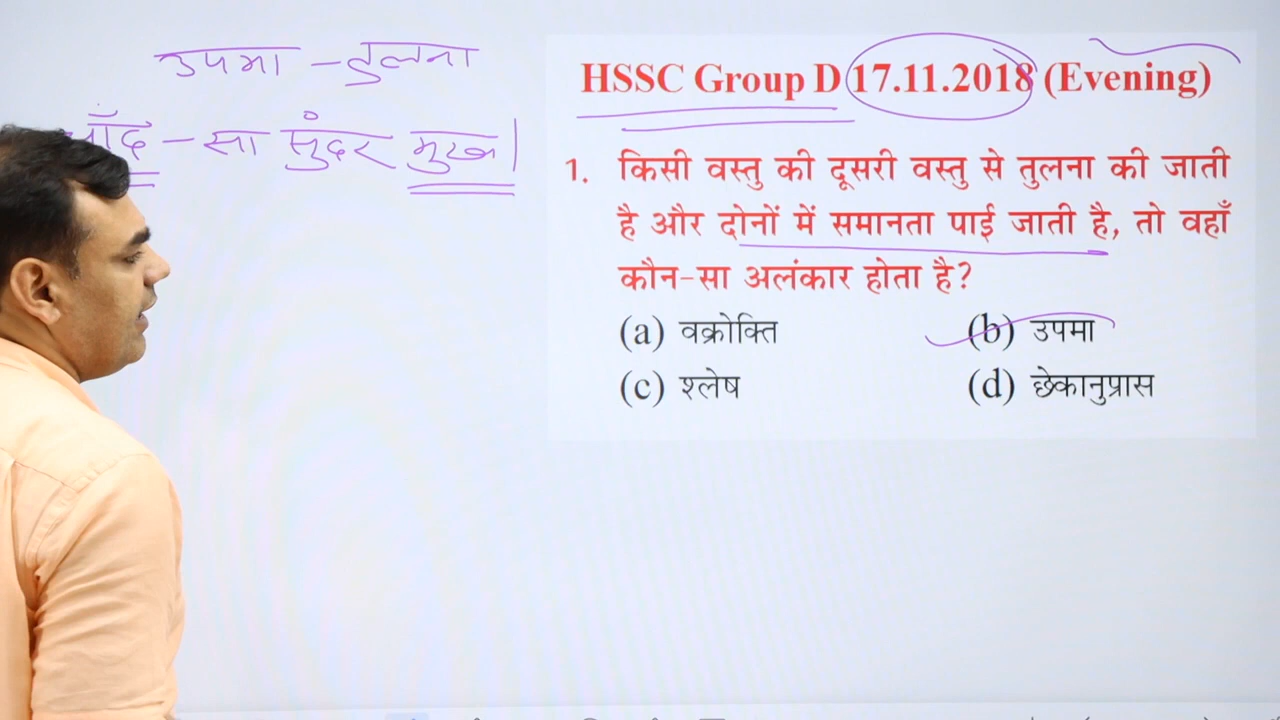 उपमा – तुलना
– सा सुंदर मुख।
HSSC Group D 17.11.2018 (Evening)
1. किसी वस्तु की दूसरी वस्तु से तुलना की जाती
है और दोनों में समानता पाई जाती है, तो वहाँ
कौन-सा अलंकार होता है?
(a) वक्रोक्ति (b) उपमा
(c) श्लेष (d) छेकानुप्रास